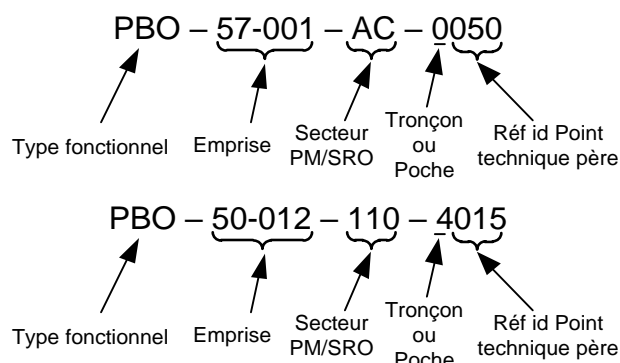 PBO – 57-001 – AC – 0050
Type fonctionnel
Emprise
Secteur
PM/SRO
Tronçon
ou
Poche
Réf id Point
technique père
PBO – 50-012 – 110 – 4015
Type fonctionnel
Emprise
Secteur
PM/SRO
Tronçon
ou
Poche
Réf id Point
technique père